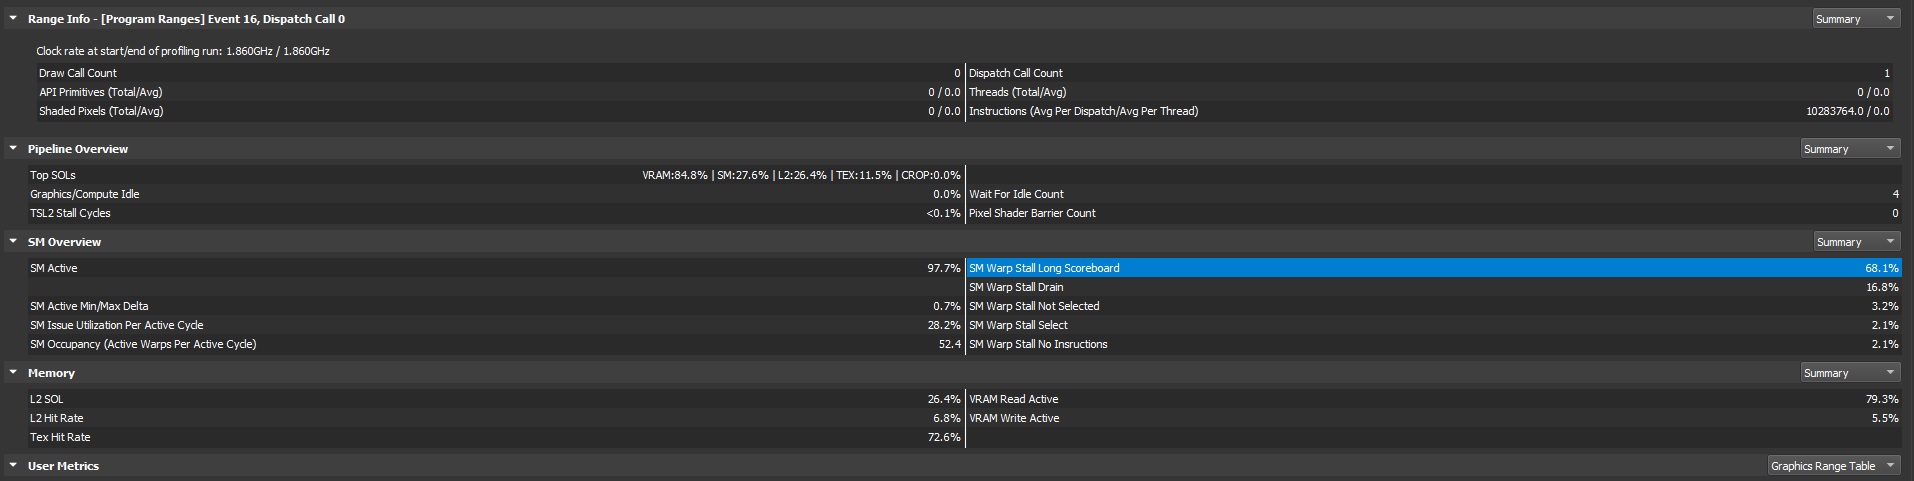 Range Info - [Program Ranges] Event 16, Dispatch Call 0 Summary
Clock rate at start/end of profiling run: 1.860GHz / 1.860GHz
Draw Call Count 0 Dispatch Call Count 1
API Primitives (Total/Avg) 0 / 0.0 Threads (Total/Avg) 0 / 0.0
Shaded Pixels (Total/Avg) 0 / 0.0 Instructions (Avg Per Dispatch/Avg Per Thread) 10283764.0 / 0.0
Pipeline Overview Summary
Top SOLs VRAM:84.8% | SM:27.6% | L2:26.4% | TEX:11.5% | CROP:0.0%
Graphics/Compute Idle 0.0% Wait For Idle Count 4
TSL2 Stall Cycles <0.1% Pixel Shader Barrier Count 0
SM Overview Summary
SM Active 97.7% SM Warp Stall Long Scoreboard 68.1%
SM Warp Stall Drain 16.8%
SM Active Min/Max Delta 0.7% SM Warp Stall Not Selected 3.2%
SM Issue Utilization Per Active Cycle 28.2% SM Warp Stall Select 2.1%
SM Occupancy (Active Warps Per Active Cycle) 52.4 SM Warp Stall No Insructions 2.1%
Memory Summary
L2 SOL 26.4% VRAM Read Active 79.3%
L2 Hit Rate 6.8% VRAM Write Active 5.5%
Tex Hit Rate 72.6%
User Metrics Graphics Range Table